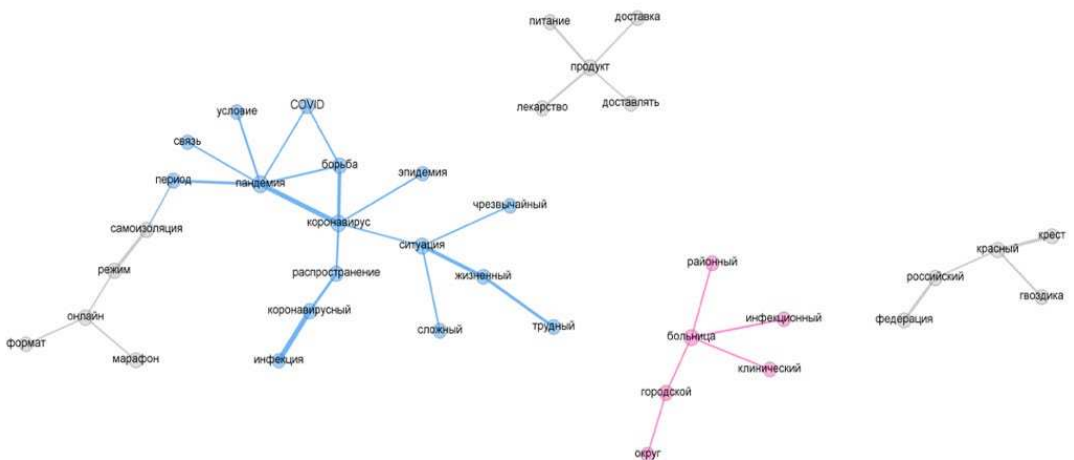 питание
доставка
продукт
лекарство
доставлять
условие
COVID
связь
борьба
период
пандемия
эпидемия
самоизоляция
коронавирус
чрезвычайный
ситуация
режим
распространение
жизненный
коронавирусный
онлайн
сложный
трудный
формат
марафон
инфекция
районный
инфекционный
больница
клинический
городской
округ
крест
красный
российский
гвоздика
федерация